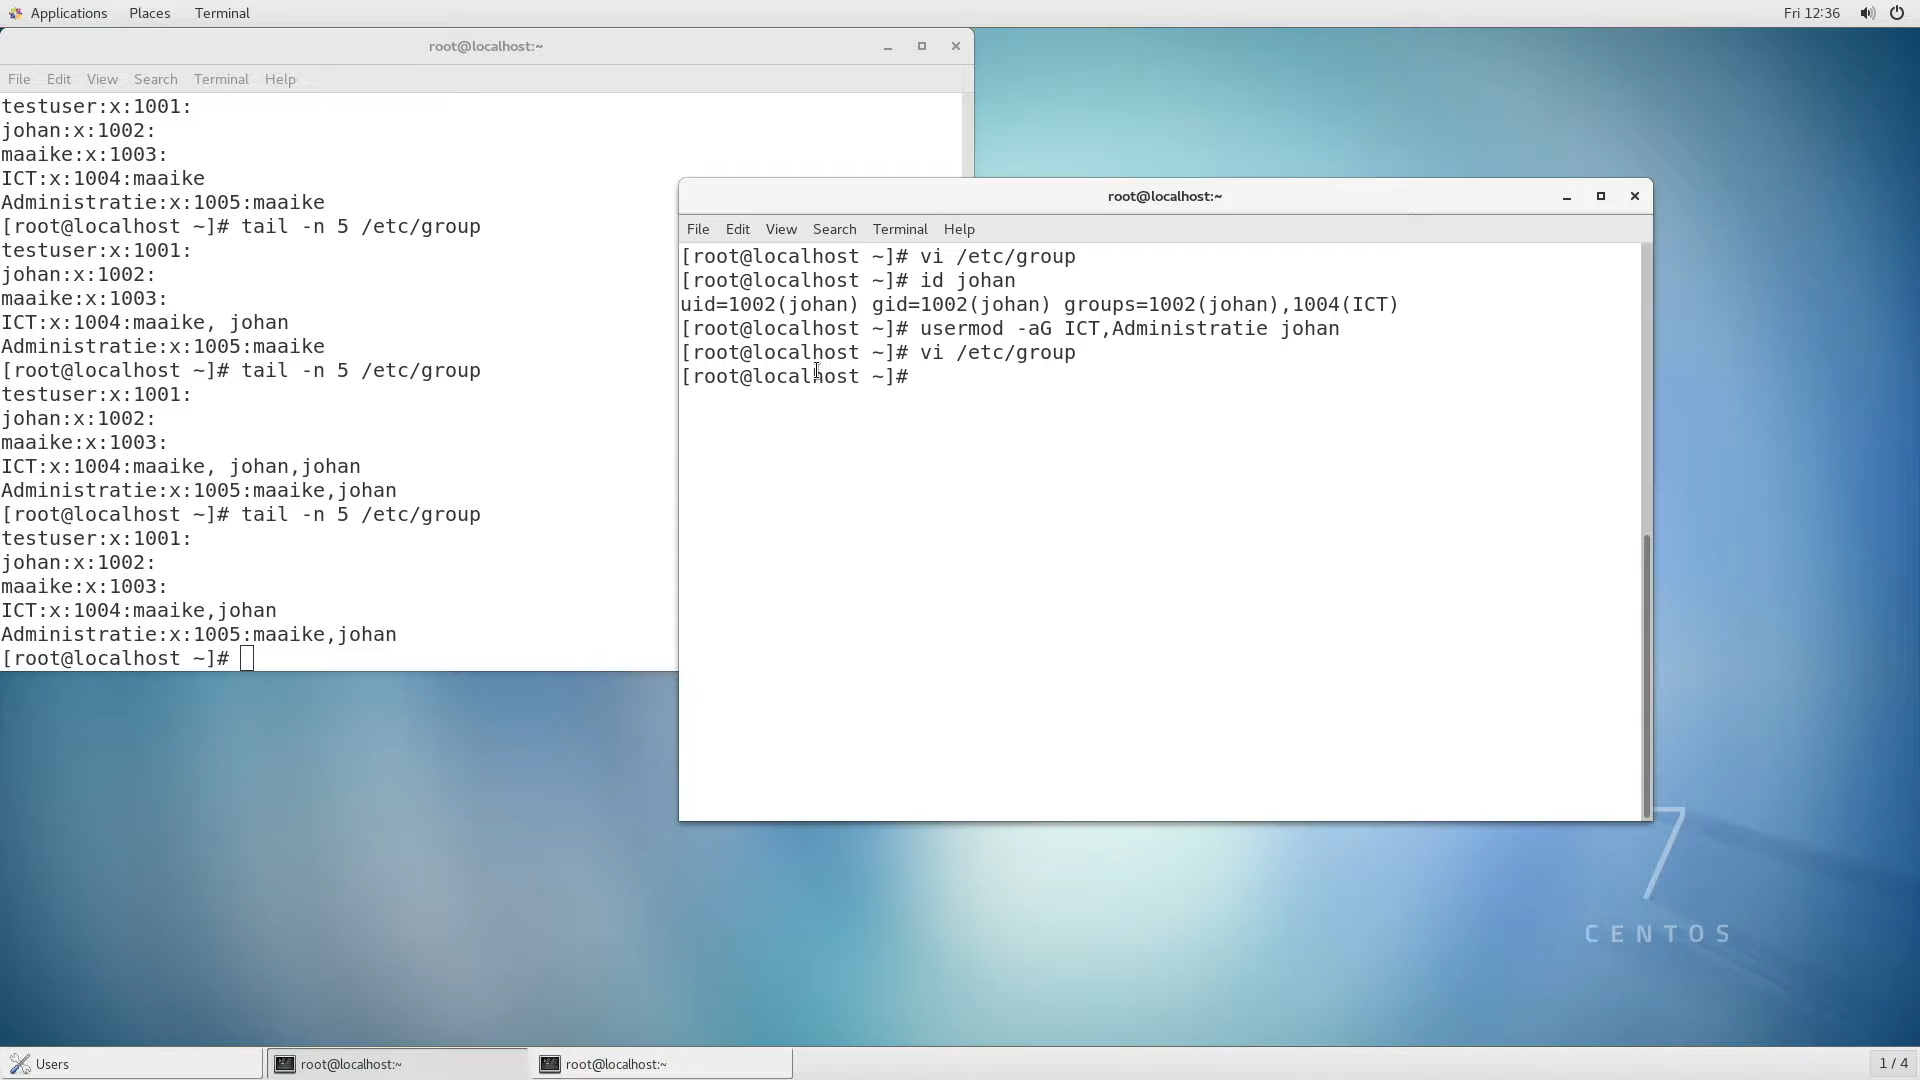 Applications Places Terminal Fri 12:36
root@localhost:~
File Edit View Search Terminal Help
testuser:x:1001:
johan:x:1002:
maaike:x:1003:
ICT:x:1004:maaike
Administratie:x:1005:maaike
[root@localhost ~]# tail -n 5 /etc/group
testuser:x:1001:
johan:x:1002:
maaike:x:1003:
ICT:x:1004:maaike, johan
Administratie:x:1005:maaike
[root@localhost ~]# tail -n 5 /etc/group
testuser:x:1001:
johan:x:1002:
maaike:x:1003:
ICT:x:1004:maaike, johan,johan
Administratie:x:1005:maaike,johan
[root@localhost ~]# tail -n 5 /etc/group
testuser:x:1001:
johan:x:1002:
maaike:x:1003:
ICT:x:1004:maaike,johan
Administratie:x:1005:maaike,johan
[root@localhost ~]#
root@localhost:~
File Edit View Search Terminal Help
[root@localhost ~]# vi /etc/group
[root@localhost ~]# id johan
uid=1002(johan) gid=1002(johan) groups=1002(johan),1004(ICT)
[root@localhost ~]# usermod -aG ICT,Administratie johan
[root@localhost ~]# vi /etc/group
[root@localhost ~]#
7
CENTOS
Users root@localhost:~ root@localhost:~ 1 / 4